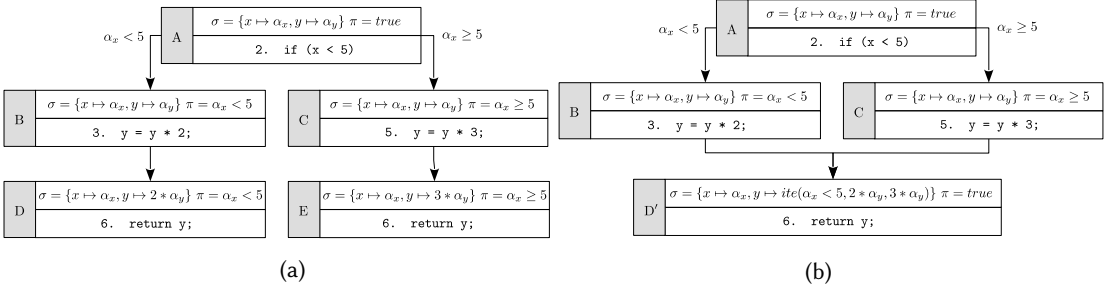 A
σ = {x ↦ α_x, y ↦ α_y} π = true
2. if (x < 5)
α_x < 5
α_x ≥ 5
B
σ = {x ↦ α_x, y ↦ α_y} π = α_x < 5
3. y = y * 2;
C
σ = {x ↦ α_x, y ↦ α_y} π = α_x ≥ 5
5. y = y * 3;
D
σ = {x ↦ α_x, y ↦ 2 * α_y} π = α_x < 5
6. return y;
E
σ = {x ↦ α_x, y ↦ 3 * α_y} π = α_x ≥ 5
6. return y;
(a)
A
σ = {x ↦ α_x, y ↦ α_y} π = true
2. if (x < 5)
α_x < 5
α_x ≥ 5
B
σ = {x ↦ α_x, y ↦ α_y} π = α_x < 5
3. y = y * 2;
C
σ = {x ↦ α_x, y ↦ α_y} π = α_x ≥ 5
5. y = y * 3;
D′
σ = {x ↦ α_x, y ↦ ite(α_x < 5, 2 * α_y, 3 * α_y)} π = true
6. return y;
(b)